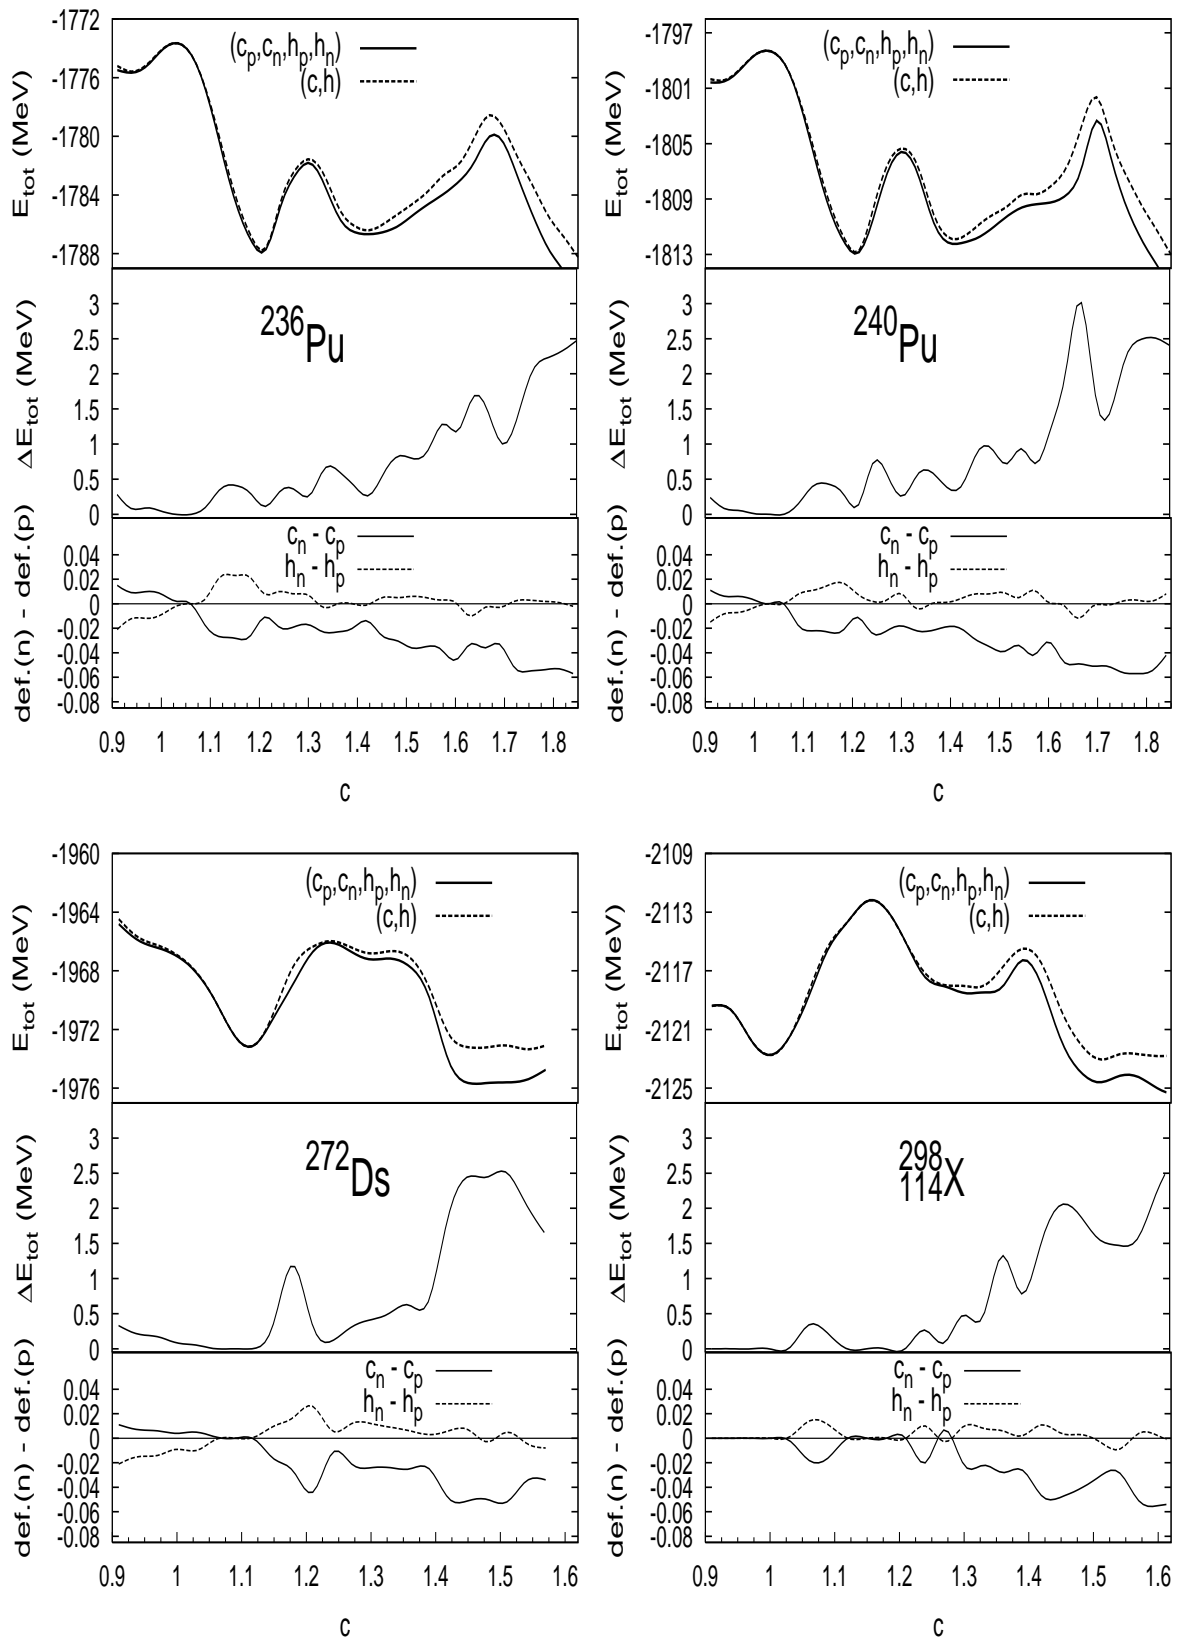 -1772
-1776
-1780
-1784
-1788
E_tot (MeV)
(c_p,c_n,h_p,h_n)
(c,h)
3
2.5
2
1.5
1
0.5
0
ΔE_tot (MeV)
236Pu
0.04
0.02
0
-0.02
-0.04
-0.06
-0.08
def.(n) - def.(p)
c_n - c_p
h_n - h_p
0.9 1 1.1 1.2 1.3 1.4 1.5 1.6 1.7 1.8
c
-1797
-1801
-1805
-1809
-1813
E_tot (MeV)
(c_p,c_n,h_p,h_n)
(c,h)
3
2.5
2
1.5
1
0.5
0
ΔE_tot (MeV)
240Pu
0.04
0.02
0
-0.02
-0.04
-0.06
-0.08
def.(n) - def.(p)
c_n - c_p
h_n - h_p
0.9 1 1.1 1.2 1.3 1.4 1.5 1.6 1.7 1.8
c
-1960
-1964
-1968
-1972
-1976
E_tot (MeV)
(c_p,c_n,h_p,h_n)
(c,h)
3
2.5
2
1.5
1
0.5
0
ΔE_tot (MeV)
272Ds
0.04
0.02
0
-0.02
-0.04
-0.06
-0.08
def.(n) - def.(p)
c_n - c_p
h_n - h_p
0.9 1 1.1 1.2 1.3 1.4 1.5 1.6
c
-2109
-2113
-2117
-2121
-2125
E_tot (MeV)
(c_p,c_n,h_p,h_n)
(c,h)
3
2.5
2
1.5
1
0.5
0
ΔE_tot (MeV)
298
114X
0.04
0.02
0
-0.02
-0.04
-0.06
-0.08
def.(n) - def.(p)
c_n - c_p
h_n - h_p
0.9 1 1.1 1.2 1.3 1.4 1.5 1.6
c